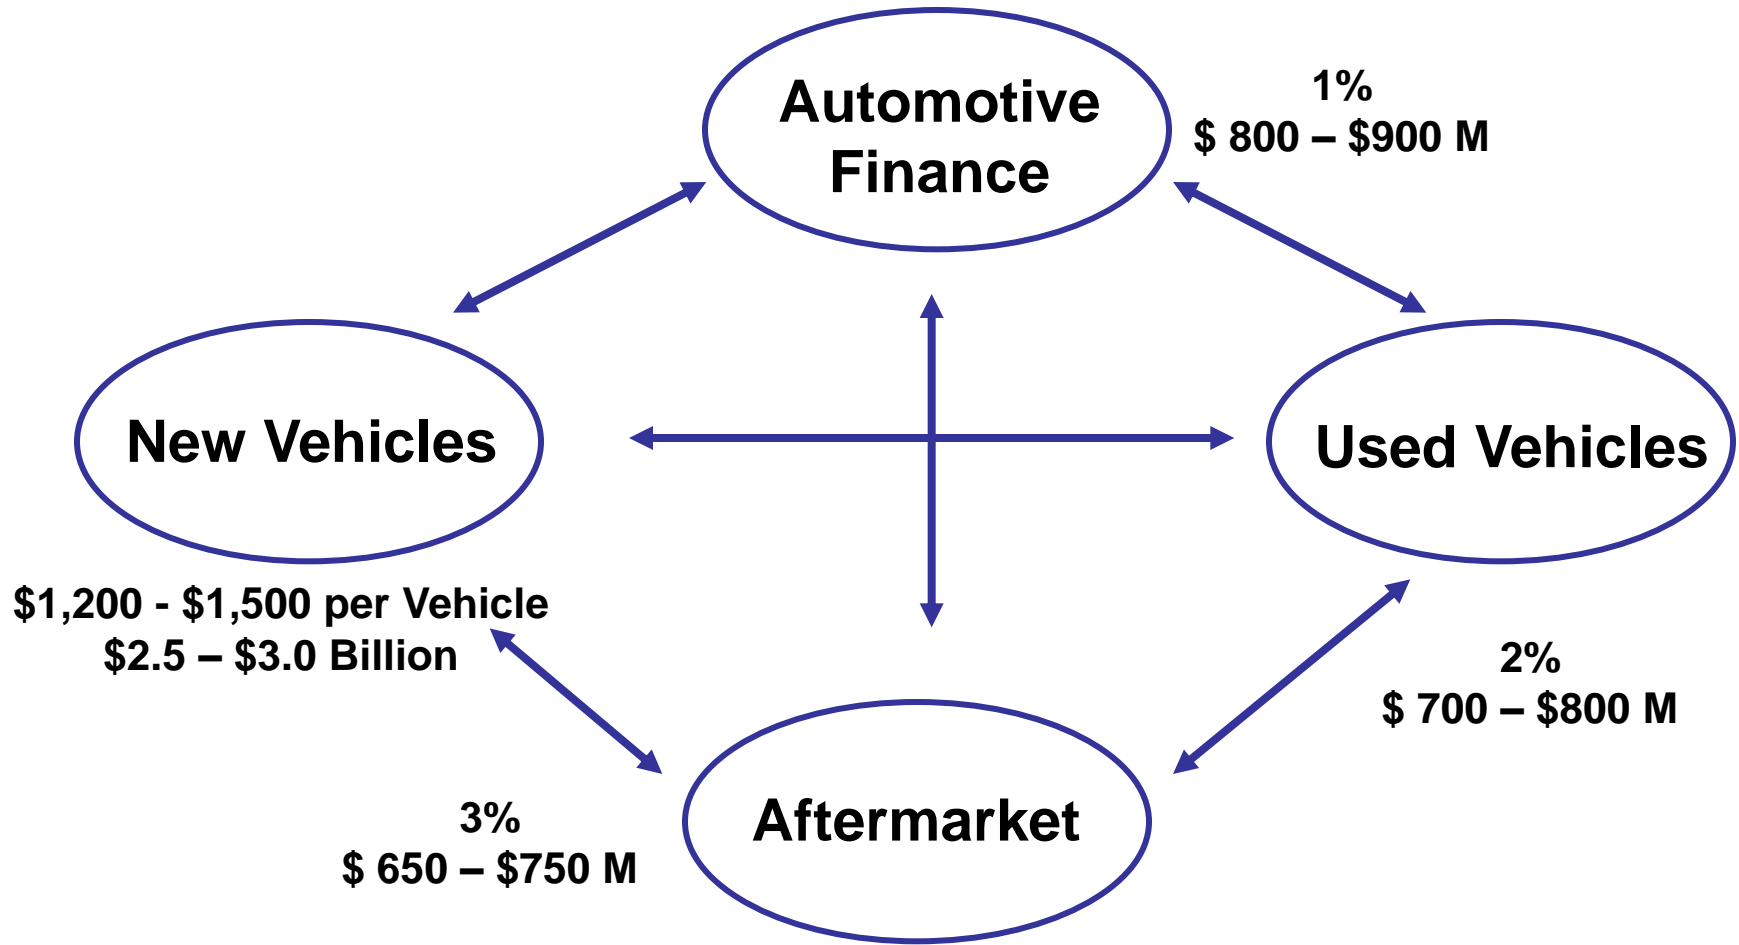 Automotive
Finance
1%
$ 800 – $900 M
New Vehicles
Used Vehicles
$1,200 - $1,500 per Vehicle
$2.5 – $3.0 Billion
2%
$ 700 – $800 M
Aftermarket
3%
$ 650 – $750 M